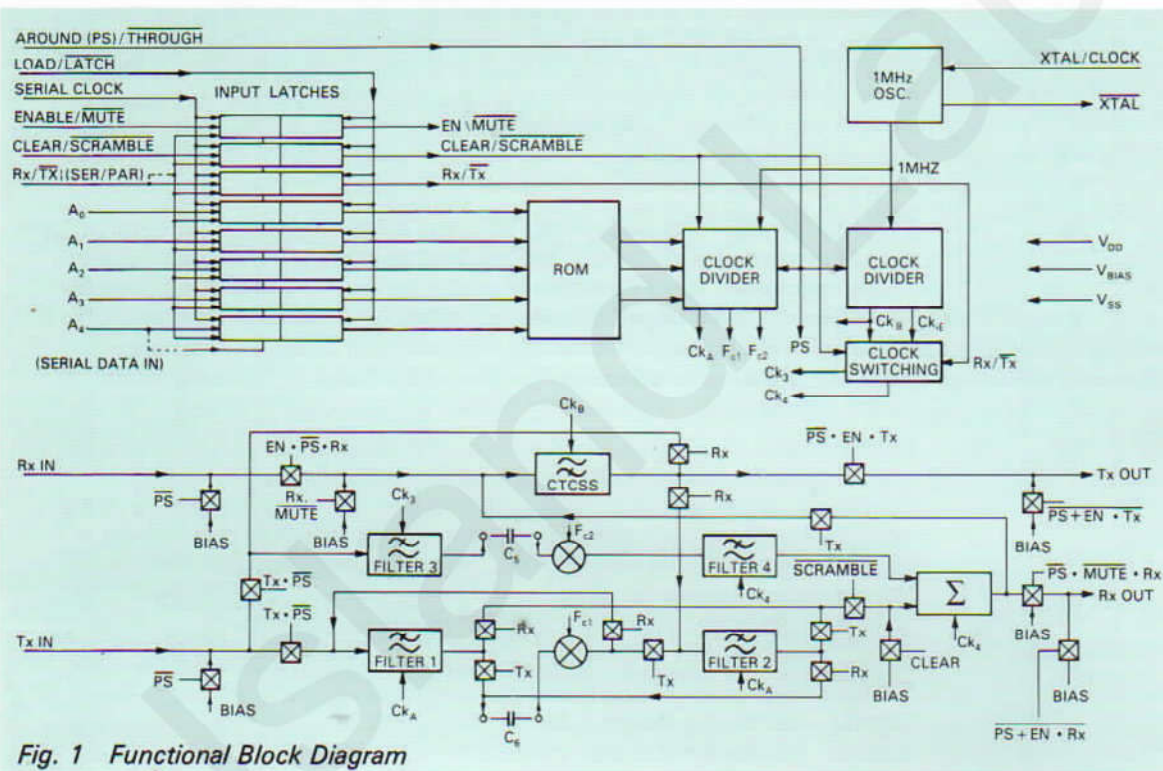 AROUND (PS)/THROUGH
LOAD/LATCH
SERIAL CLOCK
INPUT LATCHES
ENABLE/MUTE
CLEAR/SCRAMBLE
Rx/TX (SER/PAR)
EN\MUTE
CLEAR/SCRAMBLE
Rx/Tx
A0
A1
A2
A3
A4
(SERIAL DATA IN)
ROM
CLOCK
DIVIDER
CLOCK
DIVIDER
1MHz
OSC.
XTAL/CLOCK
XTAL
1MHZ
VDD
VBIAS
VSS
CkA Fc1 Fc2 PS
CkB
CLOCK
SWITCHING
Rx/Tx
Ck3
Ck4
CkB
Rx IN
EN · PS · Rx
CTCSS
Rx
PS · EN · Tx
Tx OUT
PS
BIAS
Rx.
MUTE
BIAS
Ck3
Rx
Tx
PS + EN · Tx
BIAS
FILTER 3
C5
Fc2
FILTER 4
Ck4
SCRAMBLE
Σ
Ck4
PS · MUTE · Rx
Rx OUT
BIAS
Tx · PS
Tx · PS
Tx IN
FILTER 1
CkA
Rx
Tx
Fc1
Rx
Tx
FILTER 2
CkA
Tx
Rx
CLEAR
BIAS
BIAS
PS
BIAS
C6
PS + EN · Rx
Fig. 1 Functional Block Diagram
Island Lab